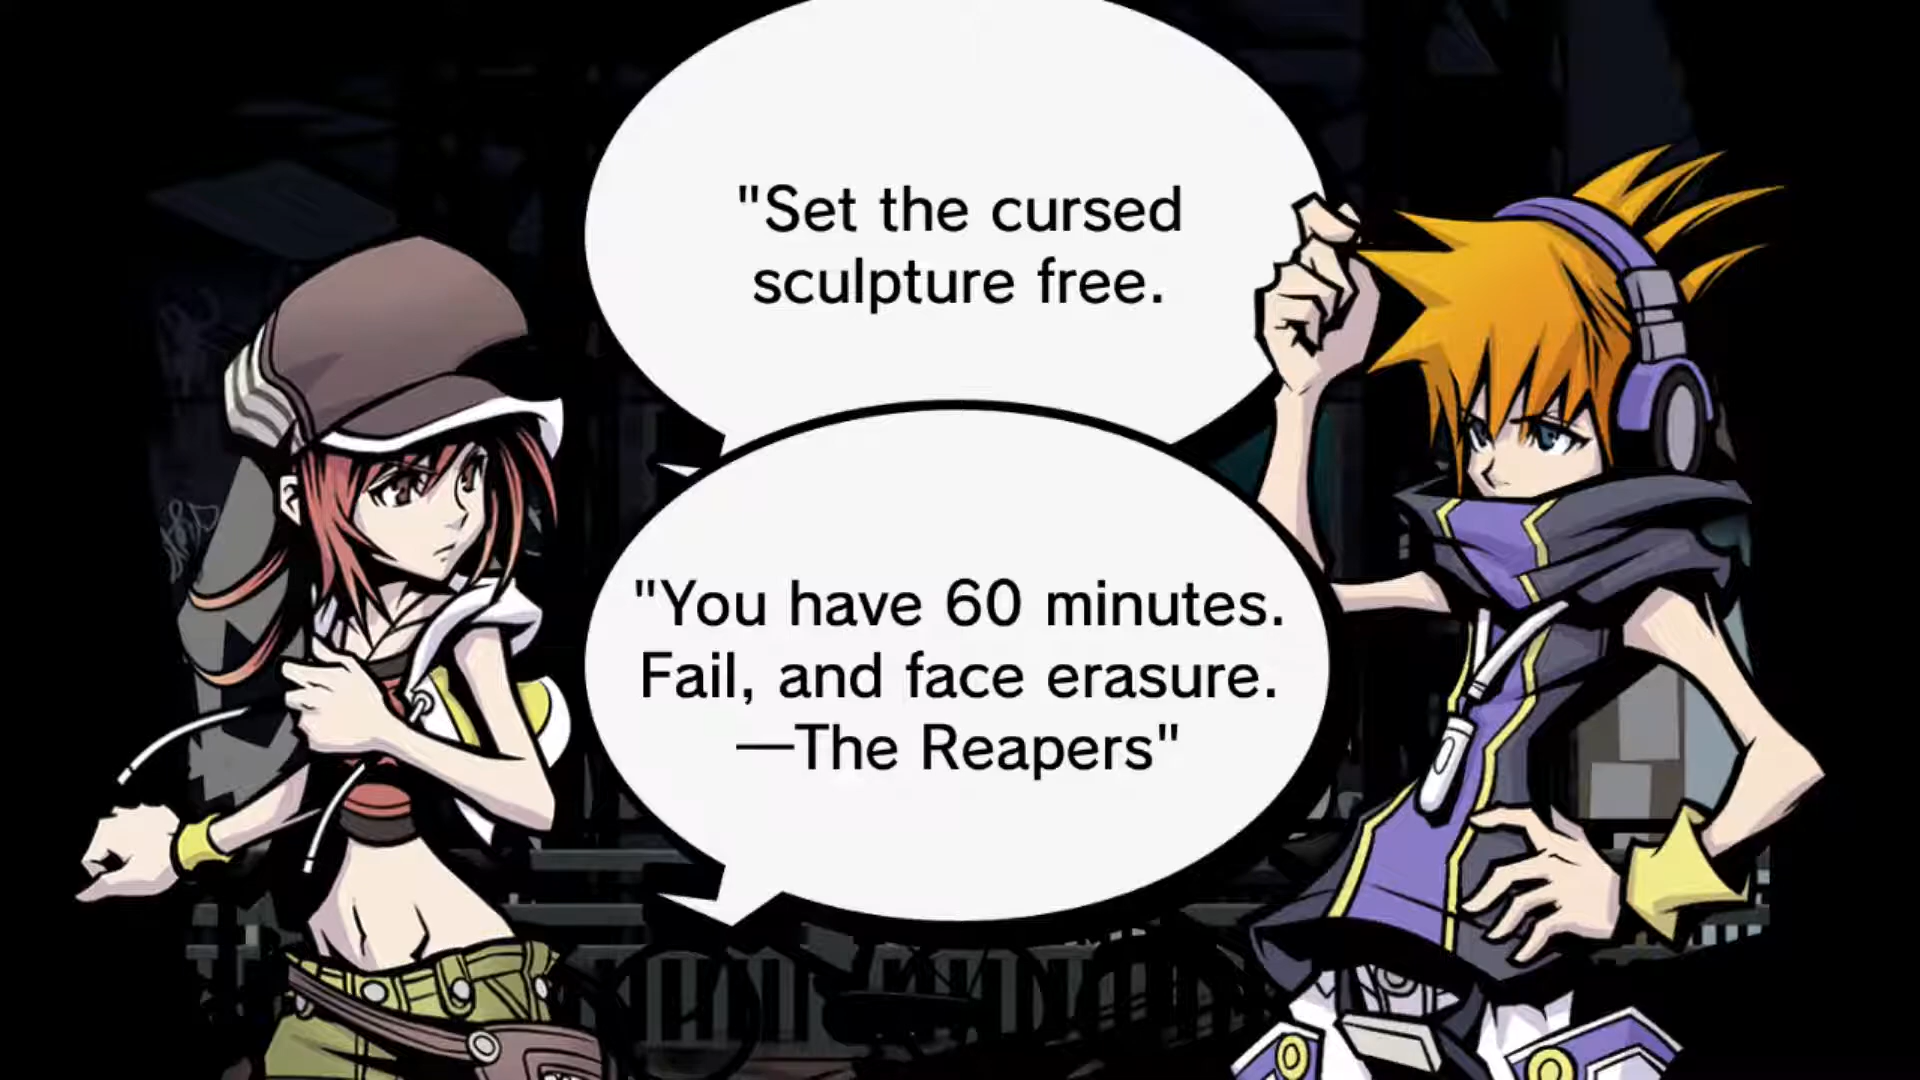 "Set the cursed
sculpture free.
"You have 60 minutes.
Fail, and face erasure.
—The Reapers"